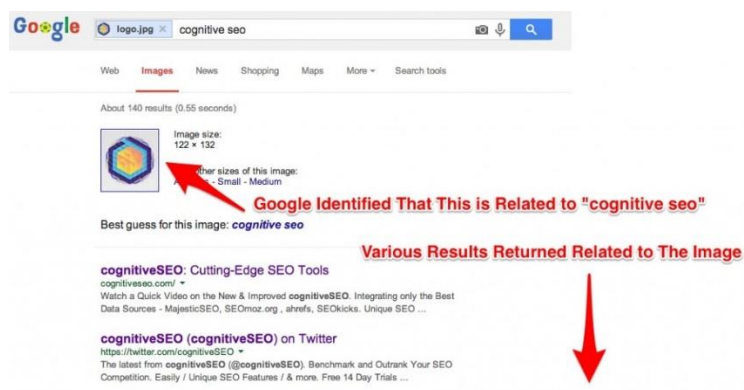 Google logo.jpg × cognitive seo
Web Images News Shopping Maps More Search tools
About 140 results (0.55 seconds)
Image size:
122 × 132
other sizes of this image:
- Small - Medium
Google Identified That This is Related to "cognitive seo"
Best guess for this image: cognitive seo
Various Results Returned Related to The Image
cognitiveSEO: Cutting-Edge SEO Tools
cognitiveseo.com/
Watch a Quick Video on the New & Improved cognitiveSEO. Integrating only the Best
Data Sources - MajesticSEO, SEOmoz.org , ahrefs, SEOkicks. Unique SEO ...
cognitiveSEO (cognitiveSEO) on Twitter
https://twitter.com/cognitiveSEO
The latest from cognitiveSEO (@cognitiveSEO). Benchmark and Outrank Your SEO
Competition. Easily / Unique SEO Features / & more. Free 14 Day Trials ...